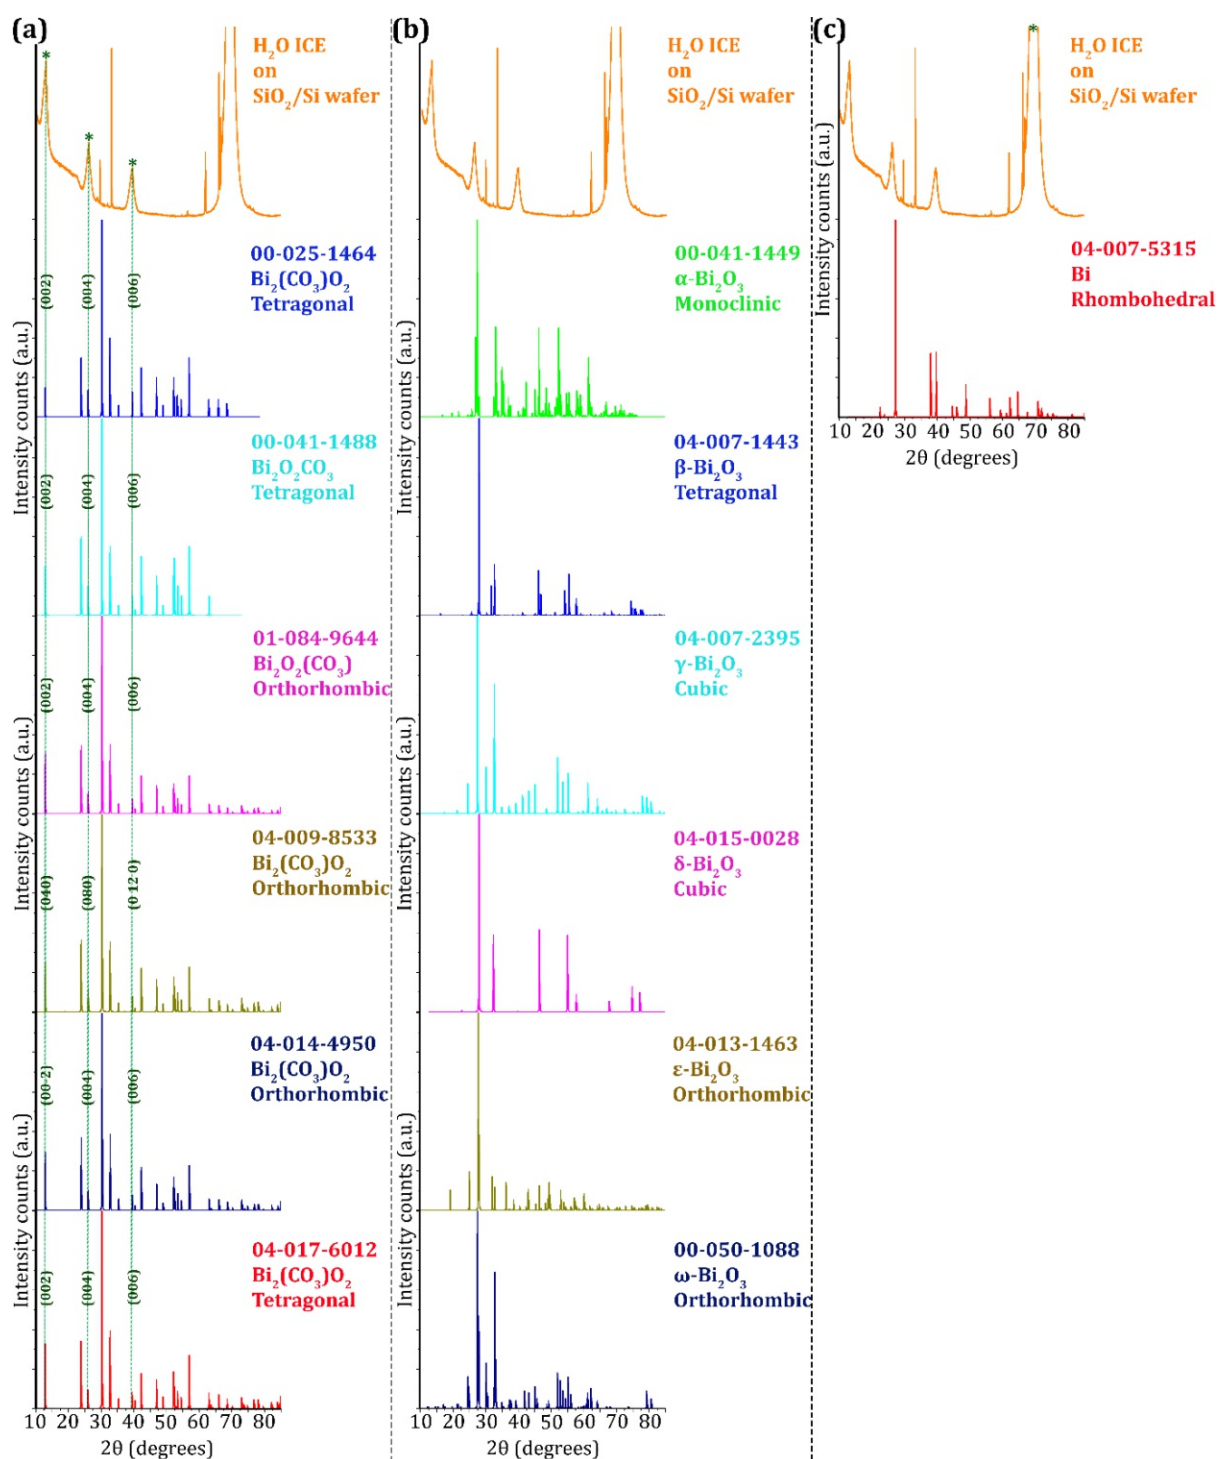 (a)
*
*
*
H₂O ICE
on
SiO₂/Si wafer
00-025-1464
Bi₂(CO₃)O₂
Tetragonal
(002)
(004)
(006)
Intensity counts (a.u.)
00-041-1488
Bi₂O₂CO₃
Tetragonal
(002)
(004)
(006)
01-084-9644
Bi₂O₂(CO₃)
Orthorhombic
(002)
(004)
(006)
Intensity counts (a.u.)
04-009-8533
Bi₂(CO₃)O₂
Orthorhombic
(040)
(080)
(0·12·0)
04-014-4950
Bi₂(CO₃)O₂
Orthorhombic
(00-2)
(004)
(006)
Intensity counts (a.u.)
04-017-6012
Bi₂(CO₃)O₂
Tetragonal
(002)
(004)
(006)
10 20 30 40 50 60 70 80
2θ (degrees)
(b)
H₂O ICE
on
SiO₂/Si wafer
00-041-1449
α-Bi₂O₃
Monoclinic
Intensity counts (a.u.)
04-007-1443
β-Bi₂O₃
Tetragonal
04-007-2395
γ-Bi₂O₃
Cubic
Intensity counts (a.u.)
04-015-0028
δ-Bi₂O₃
Cubic
04-013-1463
ε-Bi₂O₃
Orthorhombic
Intensity counts (a.u.)
00-050-1088
ω-Bi₂O₃
Orthorhombic
10 20 30 40 50 60 70 80
2θ (degrees)
(c)
*
H₂O ICE
on
SiO₂/Si wafer
Intensity counts (a.u.)
04-007-5315
Bi
Rhombohedral
10 20 30 40 50 60 70 80
2θ (degrees)